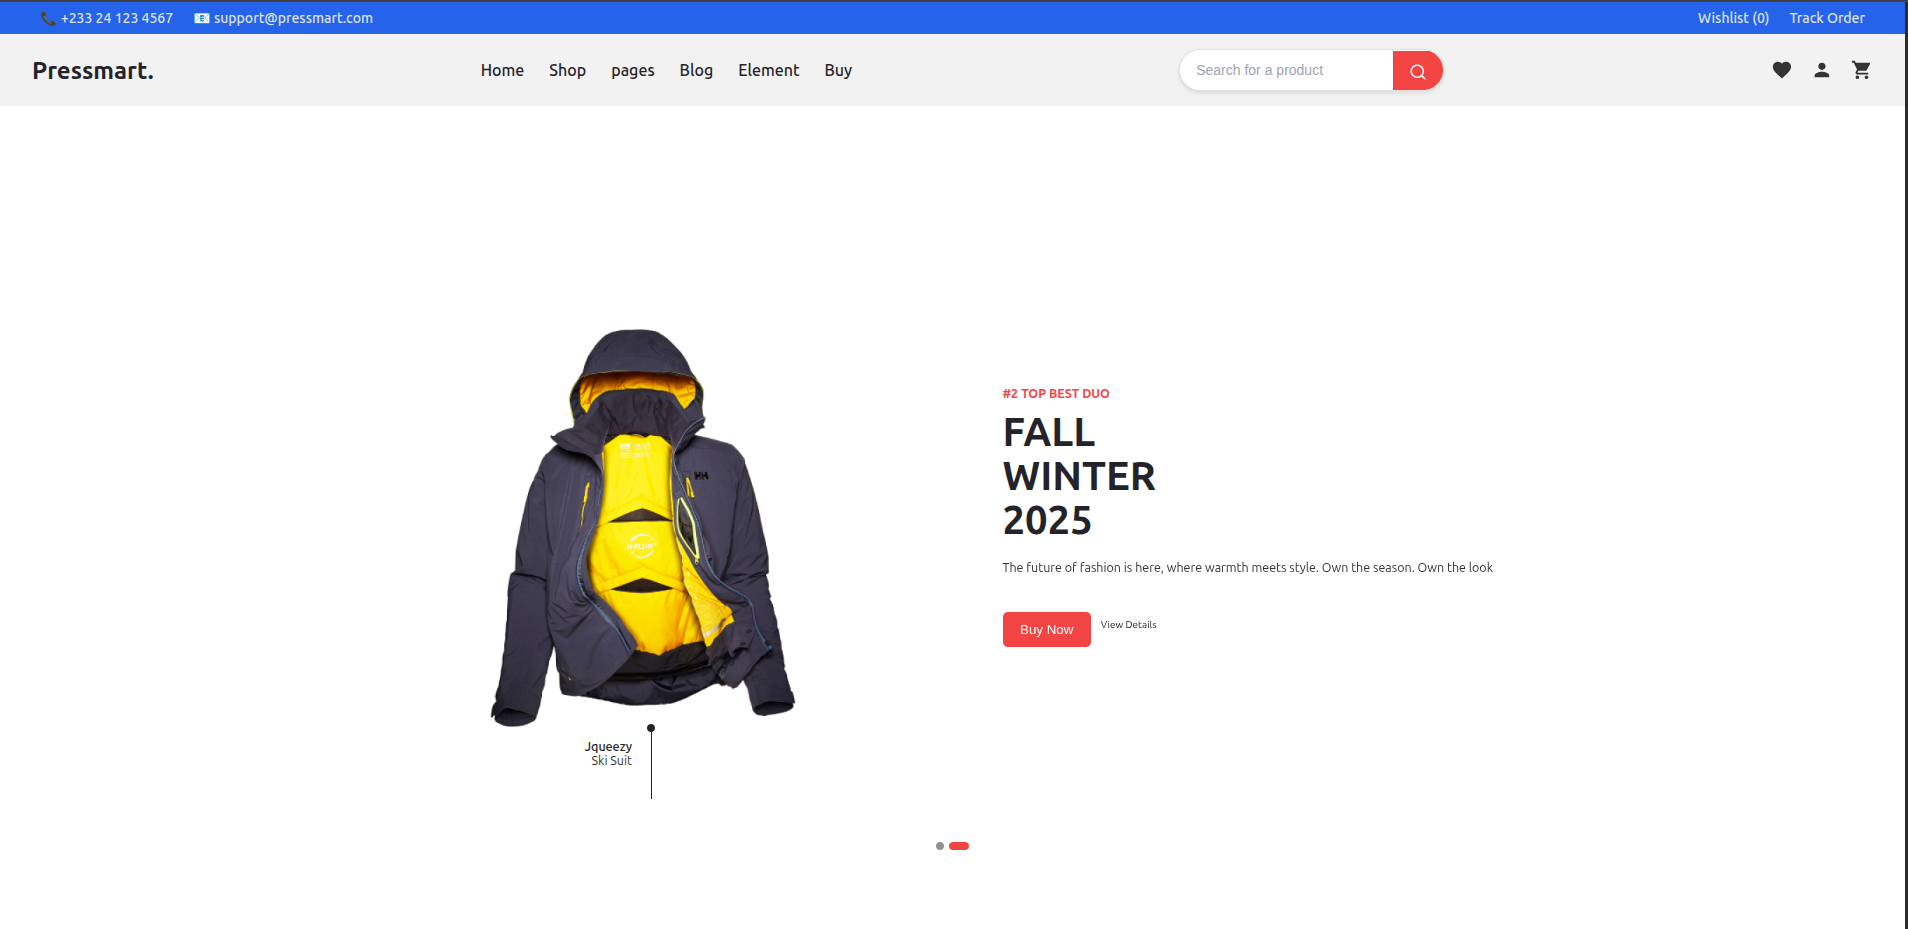 +233 24 123 4567 support@pressmart.com Wishlist (0) Track Order
Pressmart. Home Shop pages Blog Element Buy Search for a product
HH
#2 TOP BEST DUO
FALL
WINTER
2025
The future of fashion is here, where warmth meets style. Own the season. Own the look
Buy Now View Details
Jqueezy
Ski Suit